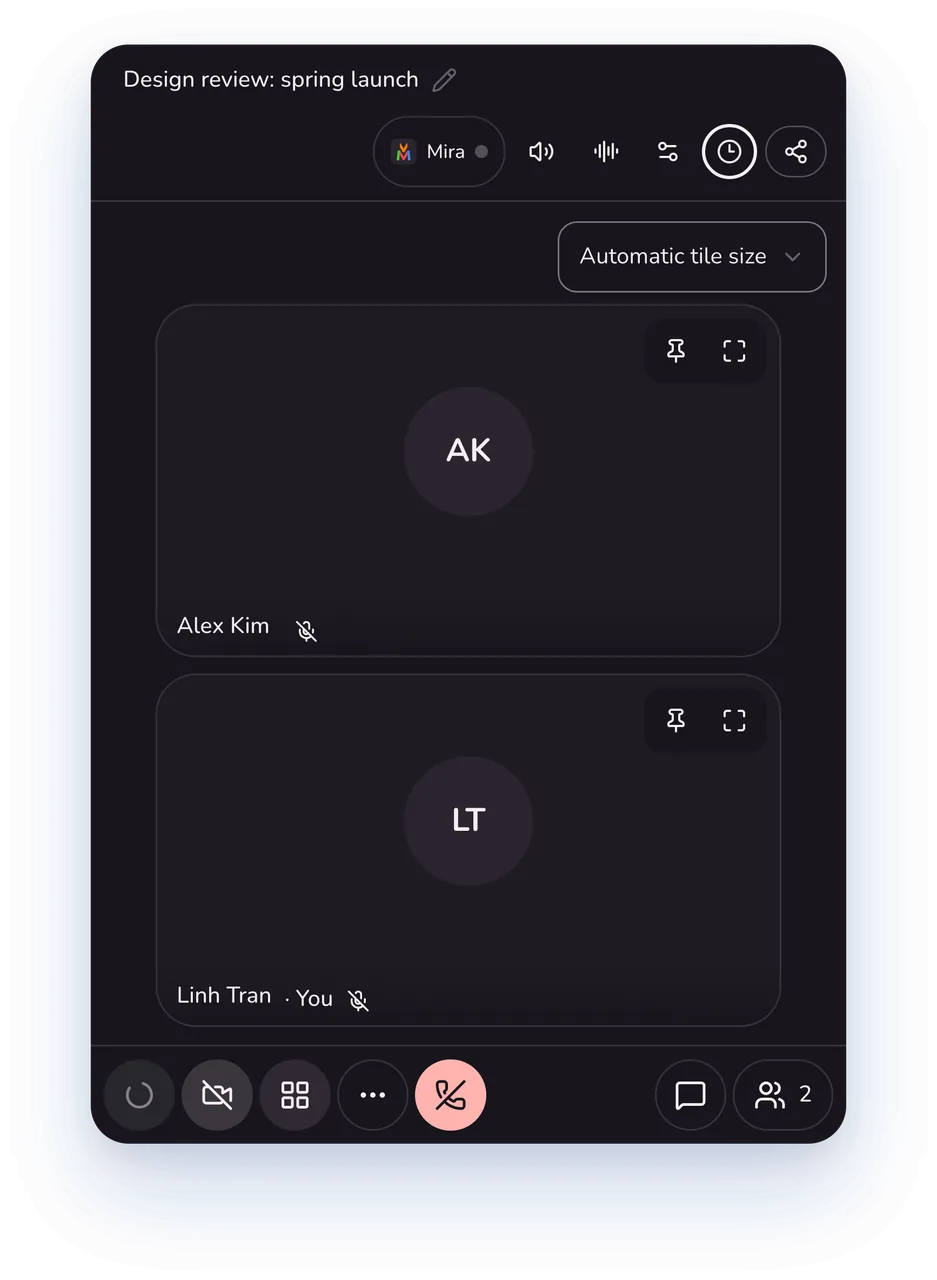 Design review: spring launch
Mira
Automatic tile size
AK
Alex Kim
LT
Linh Tran · You
2